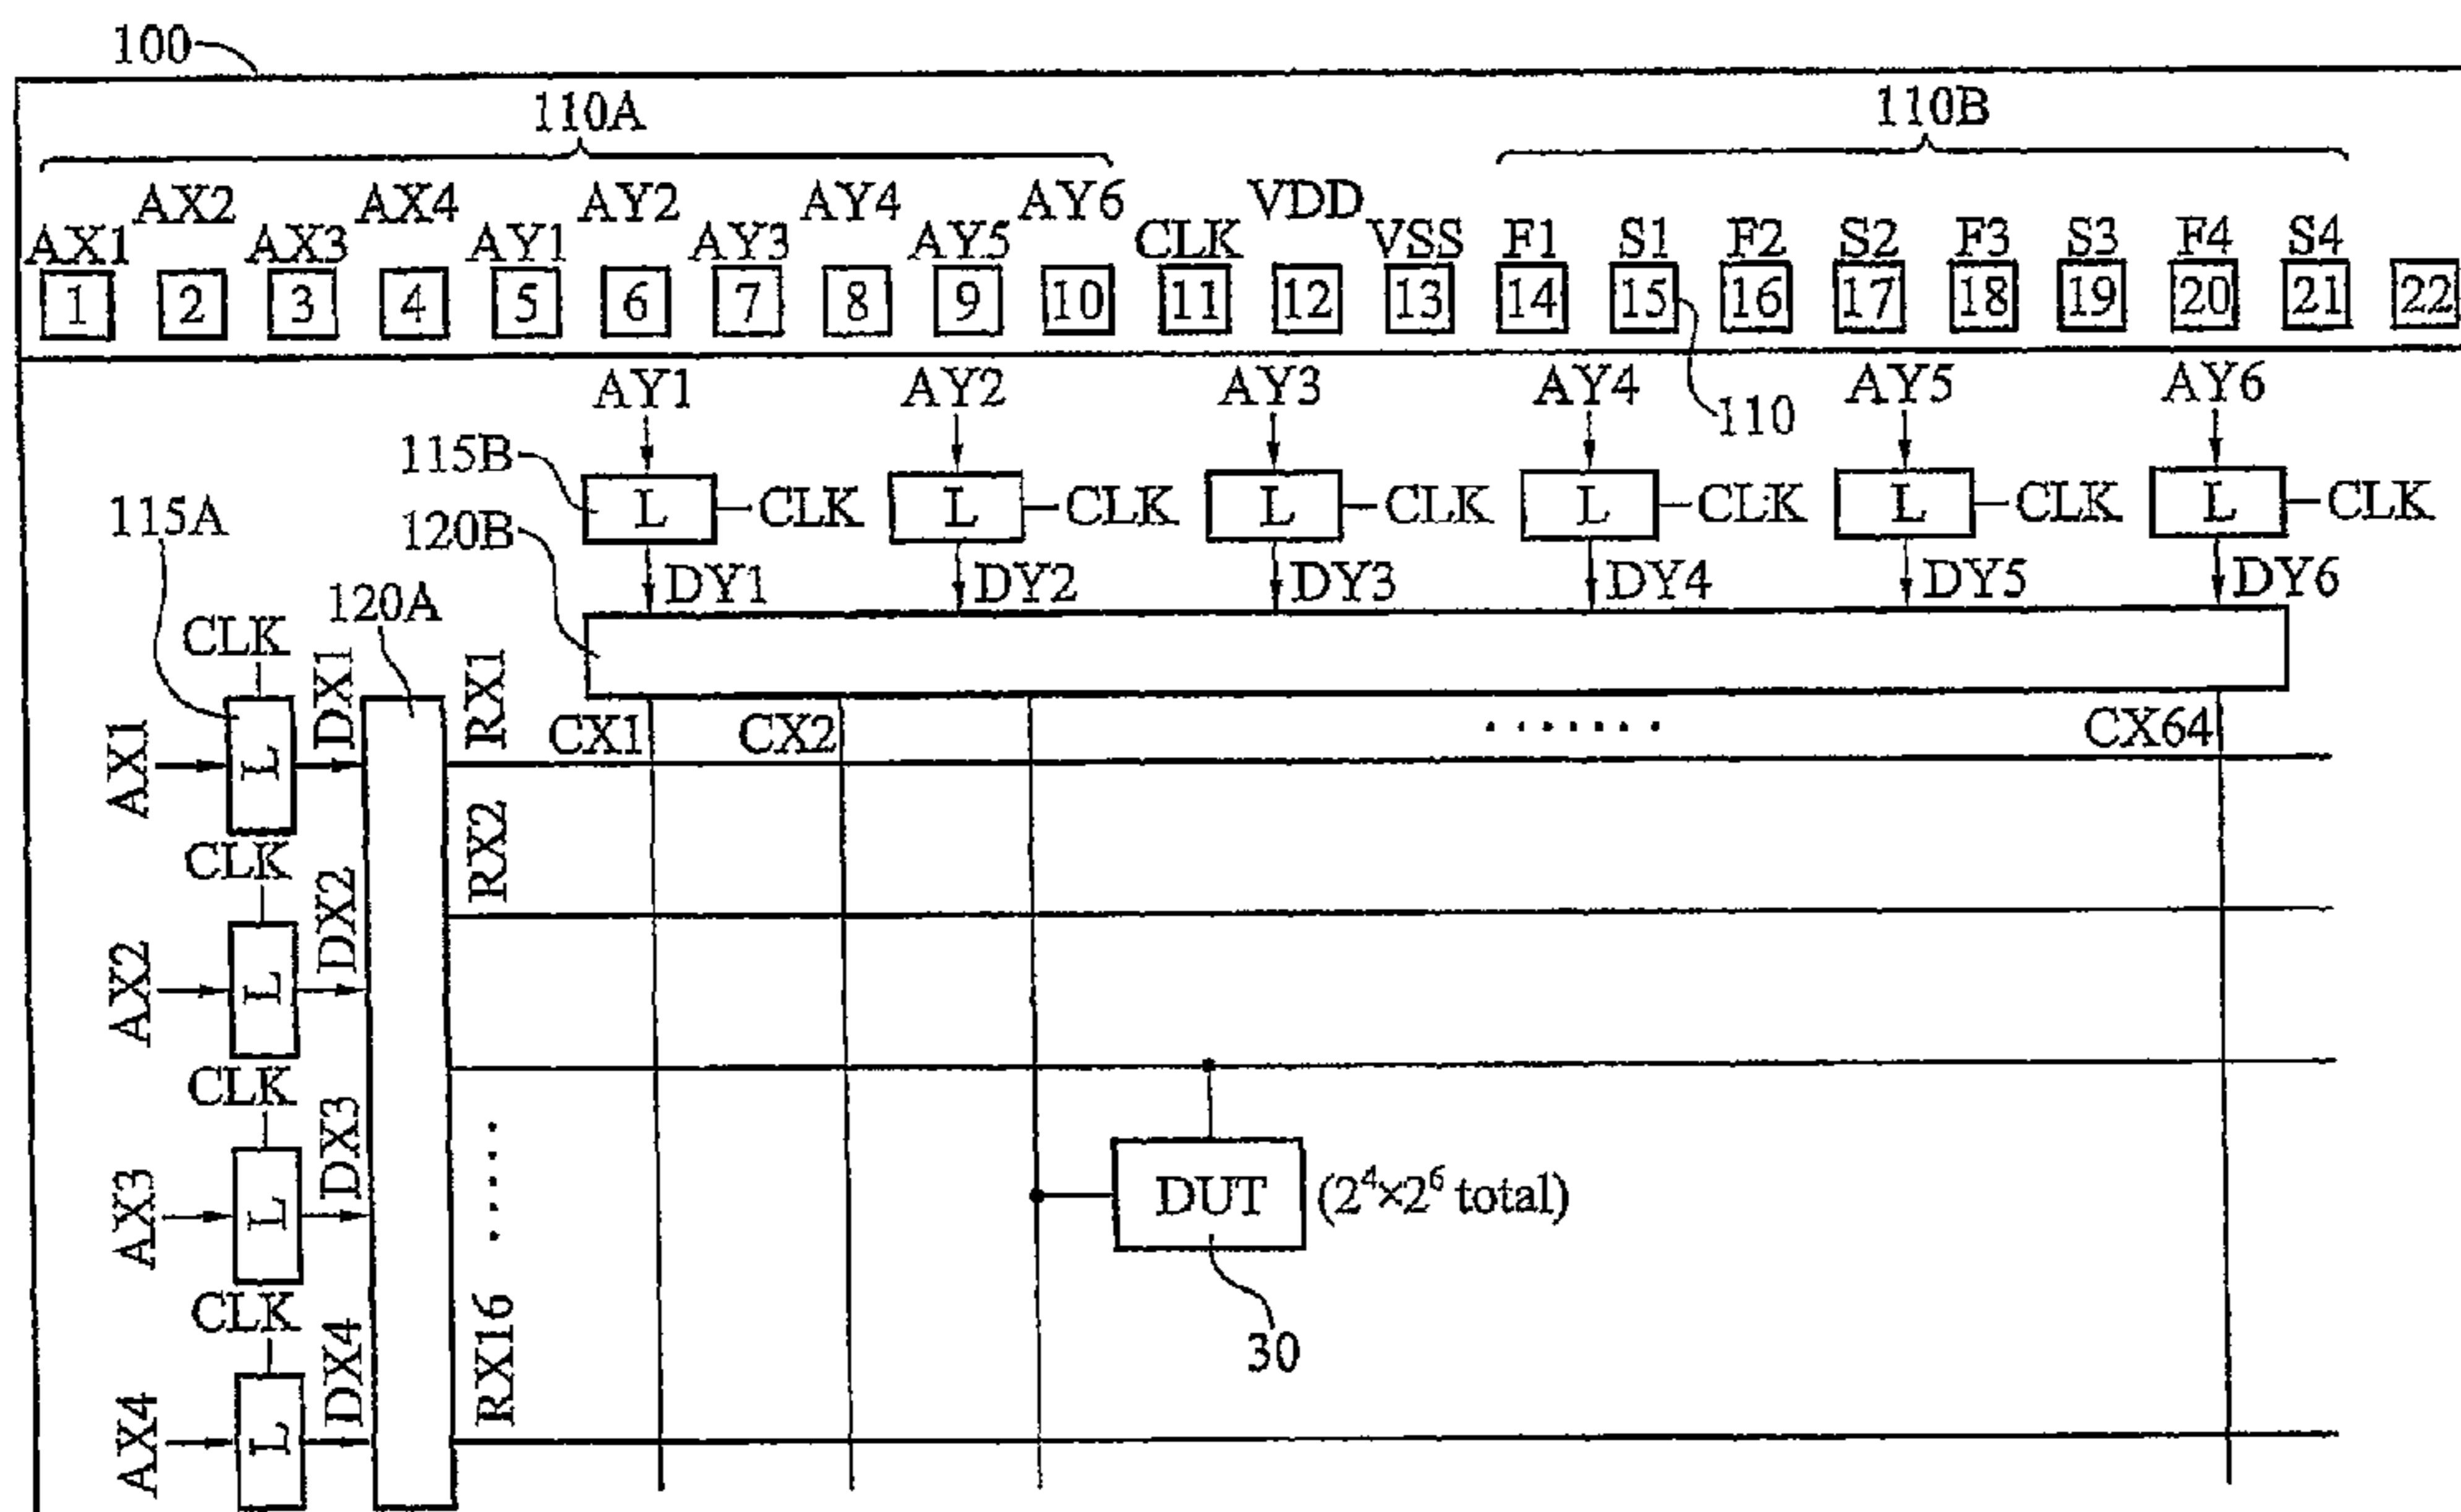 100
110A 110B
AX2 AX4 AY2 AY4 AY6 VDD
AX1 AX3 AY1 AY3 AY5 CLK VSS F1 S1 F2 S2 F3 S3 F4 S4
1 2 3 4 5 6 7 8 9 10 11 12 13 14 15 16 17 18 19 20 21 22
AY1 AY2 AY3 AY4 AY5 AY6
110
115B L CLK L CLK L CLK L CLK L CLK L CLK
115A 120B
DY1 DY2 DY3 DY4 DY5 DY6
120A
CLK DX1 RX1
CX1 CX2 ....... CX64
AX1 L
CLK DX2 RX2
AX2 L
CLK DX3 .....
AX3 L
DUT (2⁴×2⁶ total)
30
CLK DX4 RX16
AX4 L